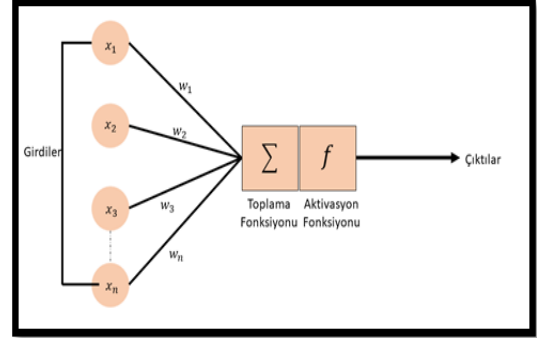 x₁
w₁
x₂
w₂
Girdiler
∑
f
Çıktılar
x₃
w₃
Toplama Fonksiyonu
Aktivasyon Fonksiyonu
wₙ
xₙ